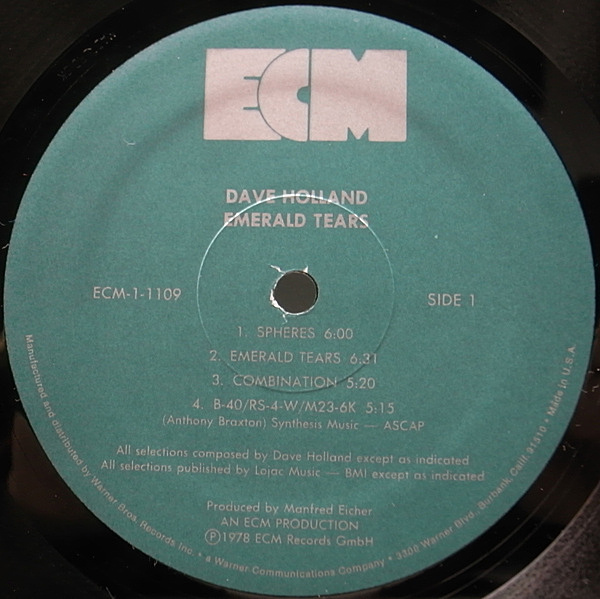 ECM
DAVE HOLLAND
EMERALD TEARS
ECM-1-1109
SIDE 1
1. SPHERES 6:00
2. EMERALD TEARS 6:31
3. COMBINATION 5:20
4. B-40/RS-4-W/M23-6K 5:15
(Anthony Braxton) Synthesis Music — ASCAP
All selections composed by Dave Holland except as indicated
All selections published by Lojac Music — BMI except as indicated
Produced by Manfred Eicher
AN ECM PRODUCTION
Ⓟ1978 ECM Records GmbH
Manufactured and distributed by Warner Bros. Records Inc. • a Warner Communications Company • 3300 Warner Blvd., Burbank, Calif. 91510 • Made in U.S.A.